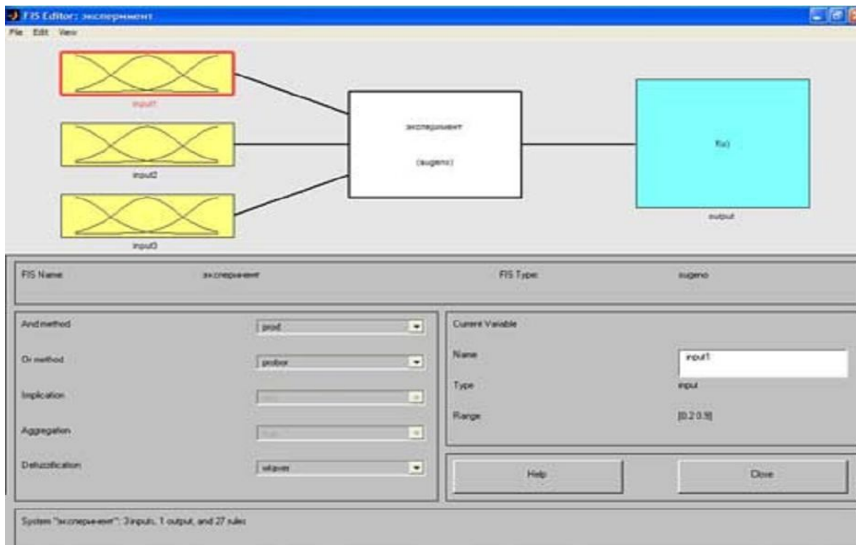 FIS Editor: эксперимент
File Edit View
input1
эксперимент
f(u)
input2
(sugeno)
output
input3
FIS Name: эксперимент FIS Type: sugeno
And method prod
Or method probor
Implication
Aggregation
Defuzzification wtaver
Current Variable
Name input1
Type input
Range [0.2 0.9]
Help Close
System "эксперимент": 3 inputs, 1 output, and 27 rules